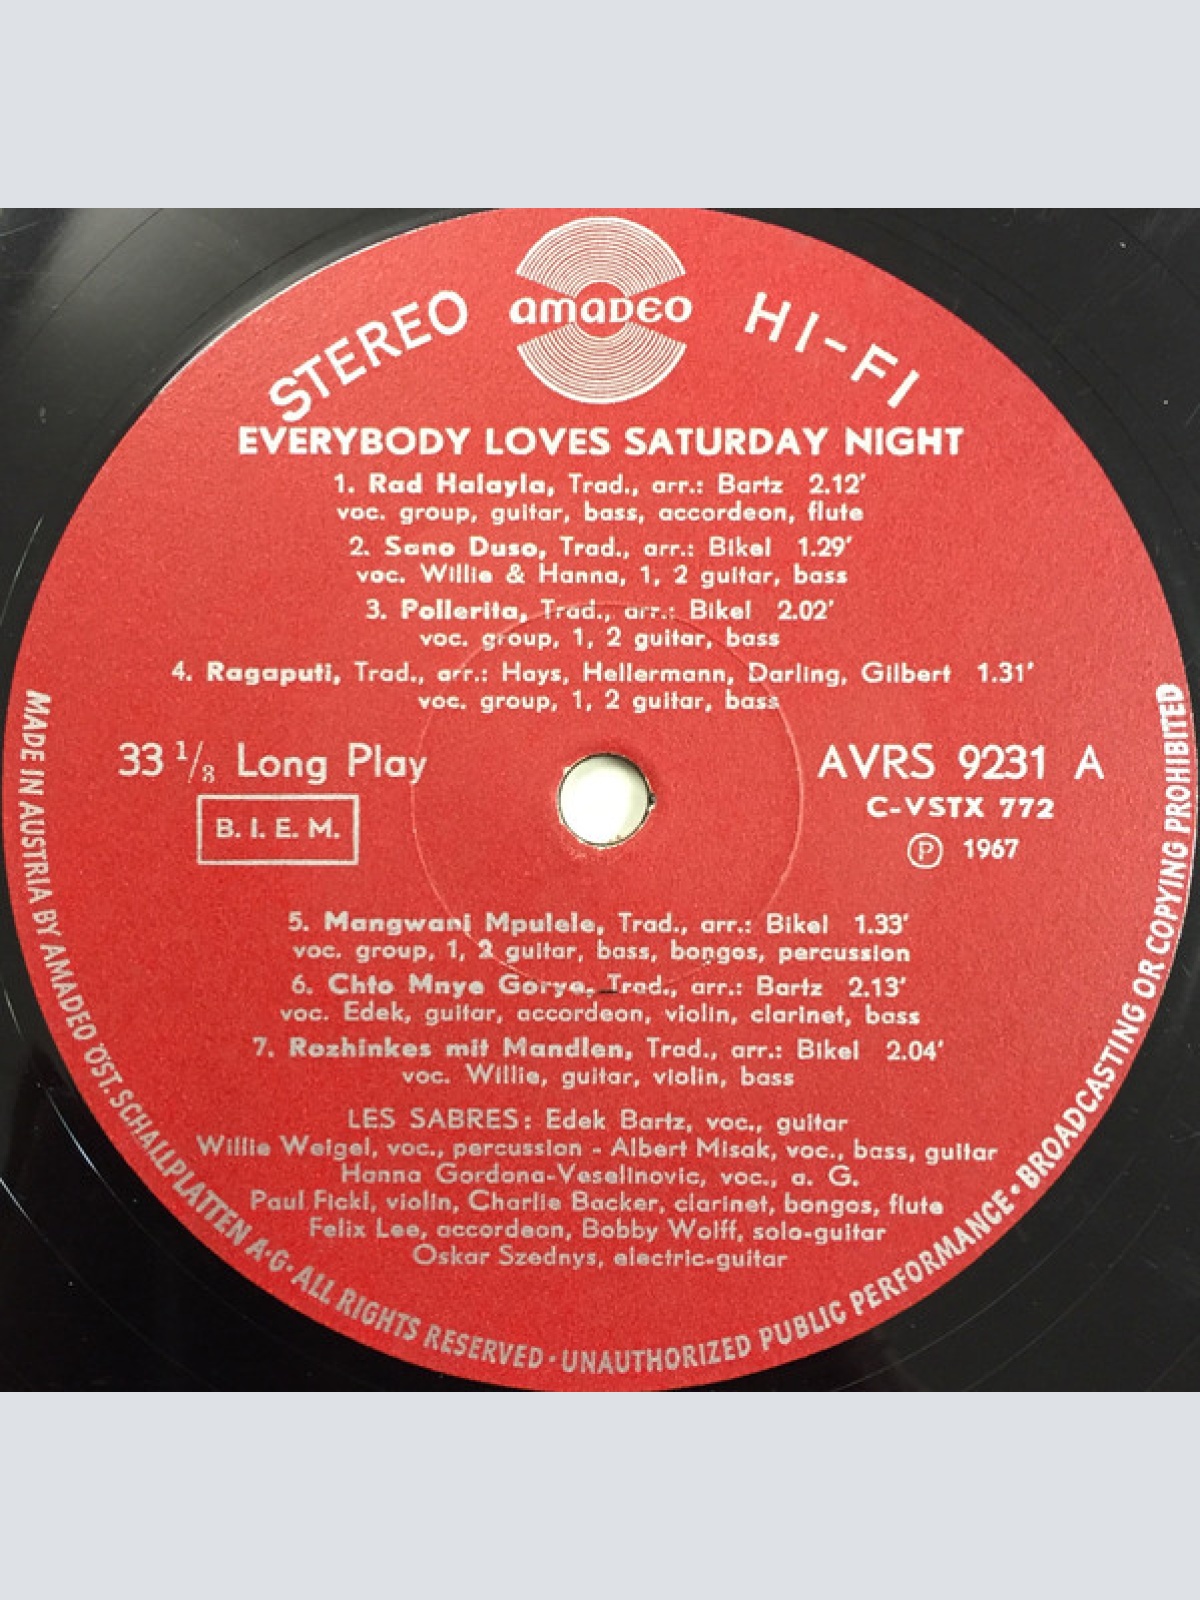 STEREO amaDeo HI-FI
EVERYBODY LOVES SATURDAY NIGHT
1. Rad Halayla, Trad., arr.: Bartz 2.12′
voc. group, guitar, bass, accordeon, flute
2. Sano Duso, Trad., arr.: Bikel 1.29′
voc. Willie & Hanna, 1, 2 guitar, bass
3. Pollerita, Trad., arr.: Bikel 2.02′
voc. group, 1, 2 guitar, bass
4. Ragaputi, Trad., arr.: Hays, Hellermann, Darling, Gilbert 1.31′
voc. group, 1, 2 guitar, bass
33 1/3 Long Play
B. I. E. M.
AVRS 9231 A
C-VSTX 772
Ⓟ 1967
5. Mangwani Mpulele, Trad., arr.: Bikel 1.33′
voc. group, 1, 2 guitar, bass, bongos, percussion
6. Chto Mnye Gorye, Trad., arr.: Bartz 2.13′
voc. Edek, guitar, accordeon, violin, clarinet, bass
7. Rozhinkes mit Mandlen, Trad., arr.: Bikel 2.04′
voc. Willie, guitar, violin, bass
LES SABRES: Edek Bartz, voc., guitar
Willie Weigel, voc., percussion - Albert Misak, voc., bass, guitar
Hanna Gordona-Veselinovic, voc., a. G.
Paul Fickl, violin, Charlie Backer, clarinet, bongos, flute
Felix Lee, accordeon, Bobby Wolff, solo-guitar
Oskar Szednys, electric-guitar
MADE IN AUSTRIA BY AMADEO ÖST. SCHALLPLATTEN A·G· ALL RIGHTS RESERVED · UNAUTHORIZED PUBLIC PERFORMANCE · BROADCASTING OR COPYING PROHIBITED